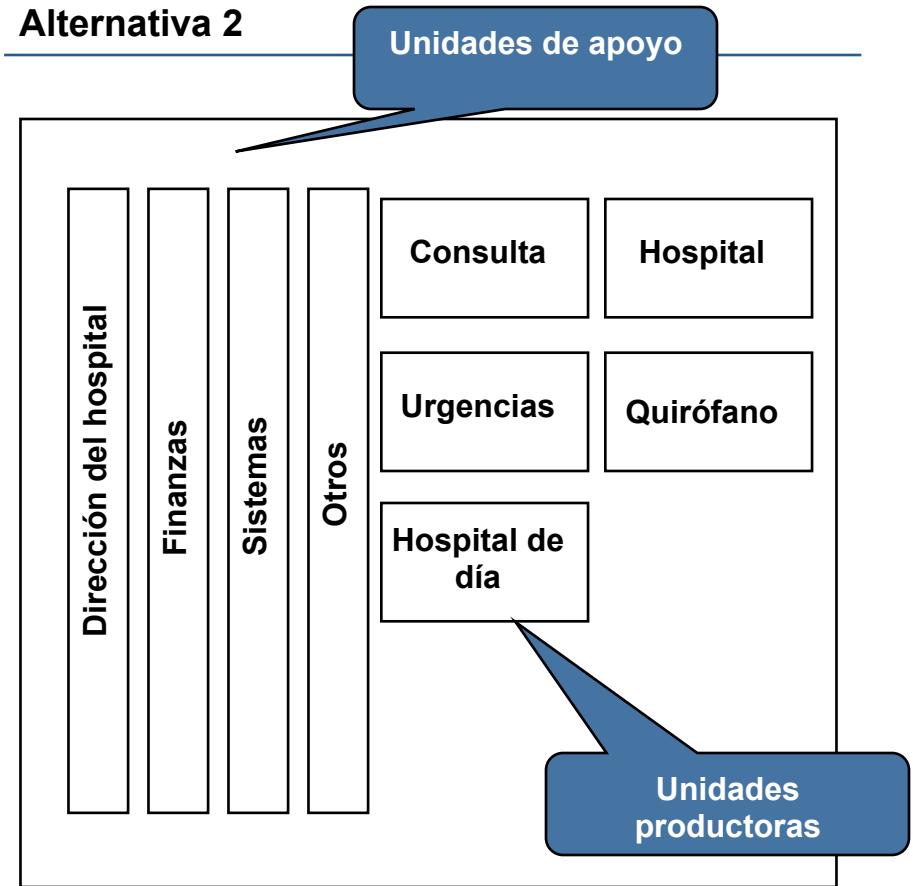 Alternativa 2
Unidades de apoyo
Dirección del hospital
Finanzas
Sistemas
Otros
Consulta
Hospital
Urgencias
Quirófano
Hospital de
día
Unidades
productoras